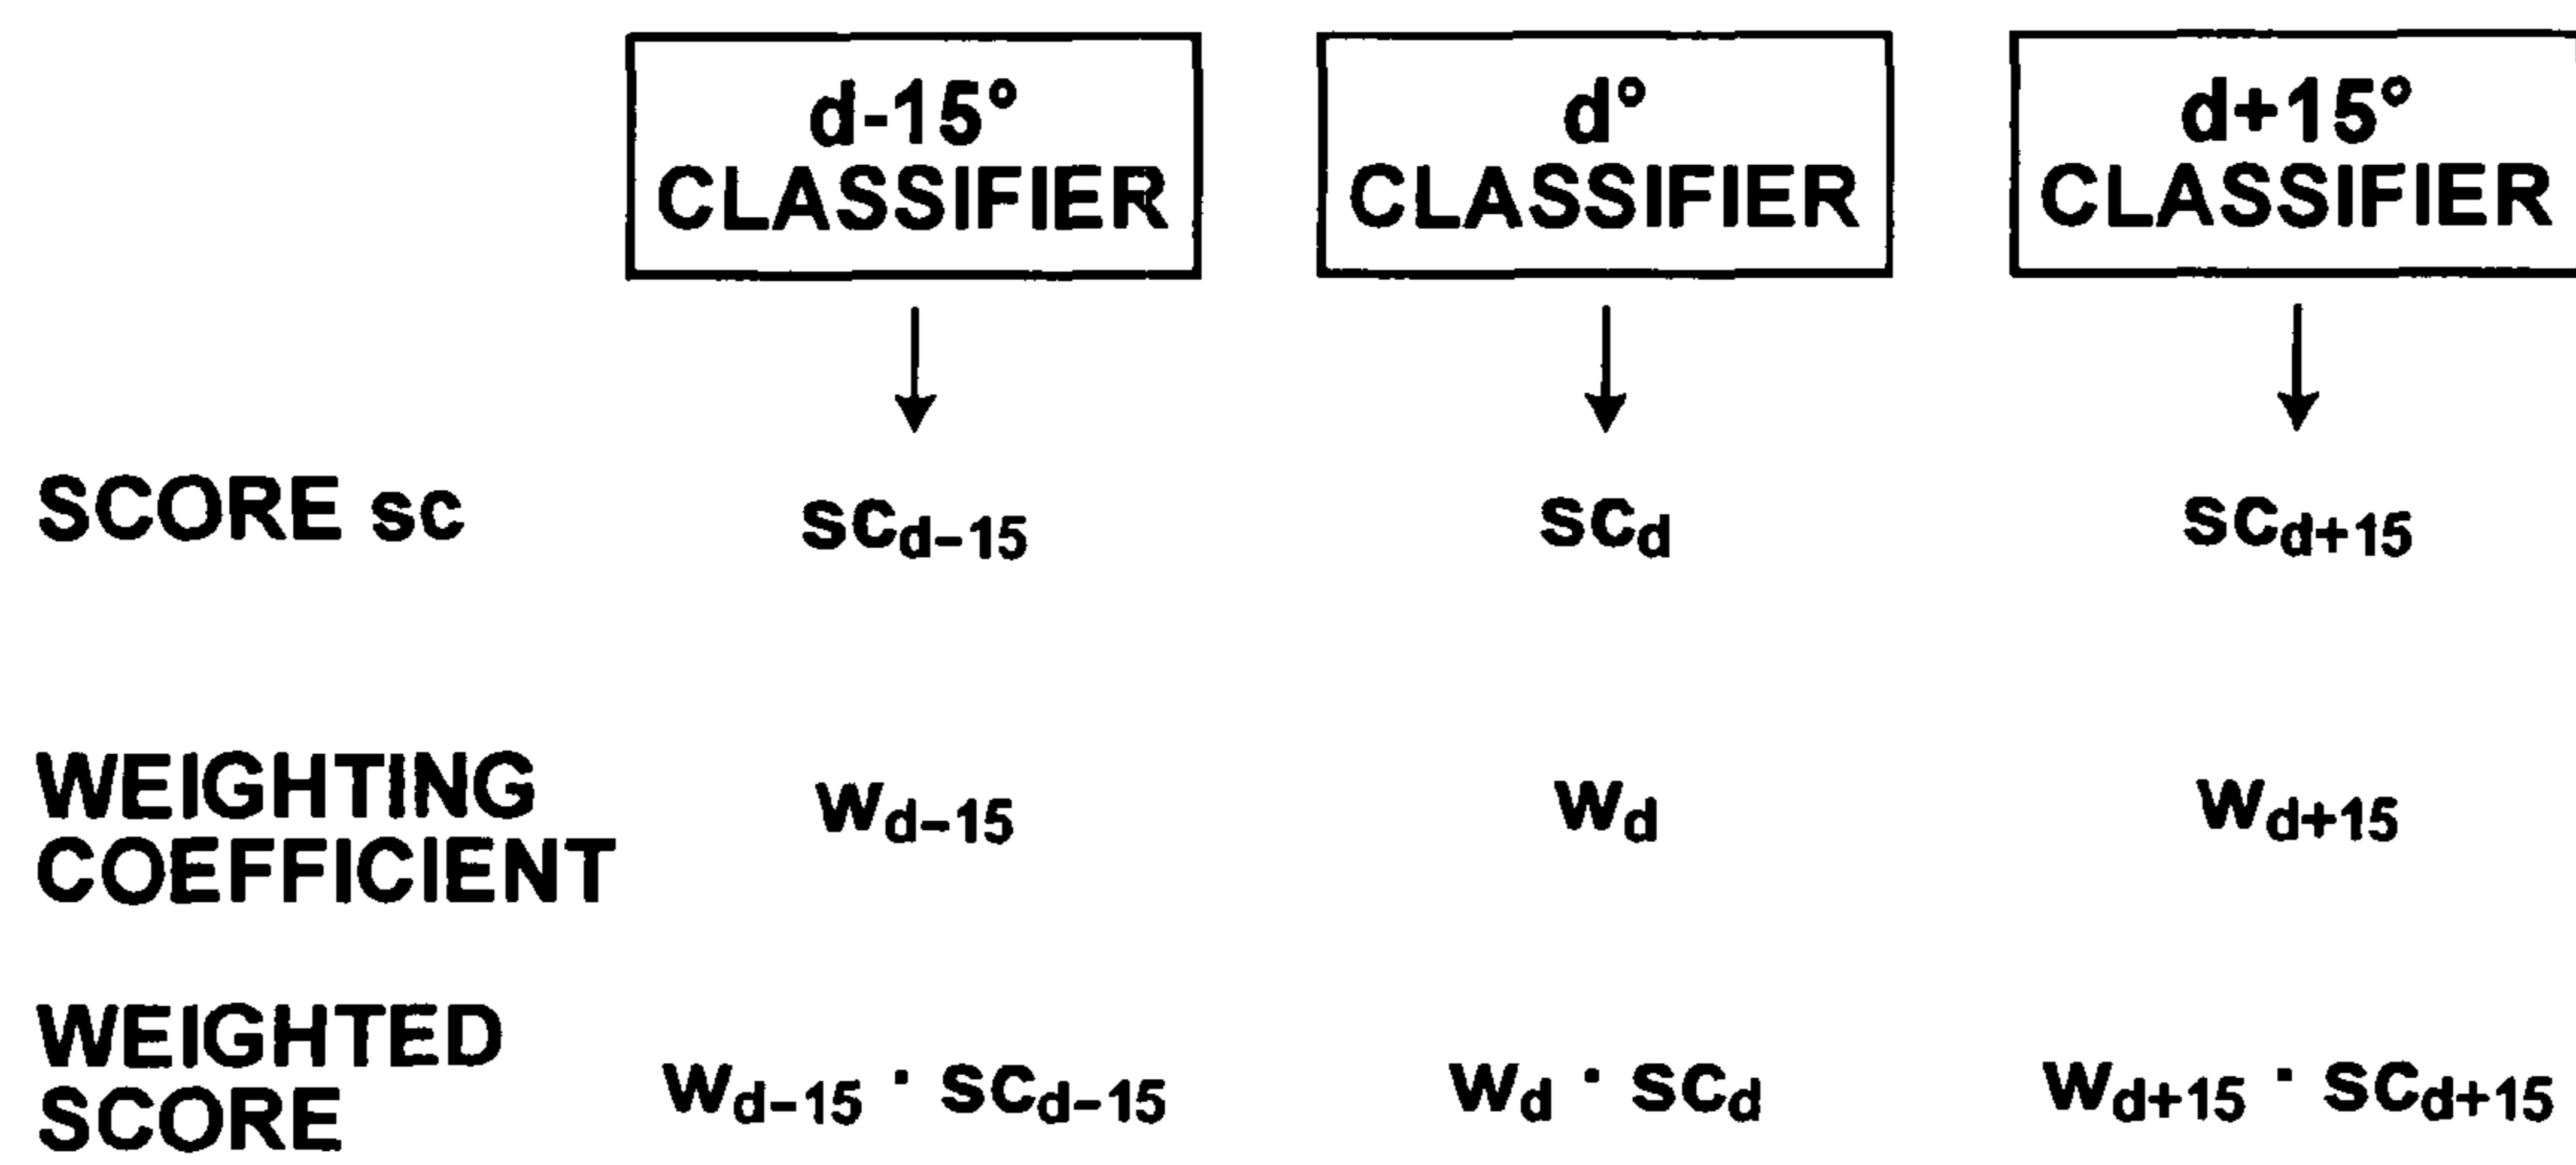 d-15° d° d+15°
CLASSIFIER CLASSIFIER CLASSIFIER
SCORE sc scd-15 scd scd+15
WEIGHTING
COEFFICIENT wd-15 wd wd+15
WEIGHTED
SCORE wd-15 · scd-15 wd · scd wd+15 · scd+15